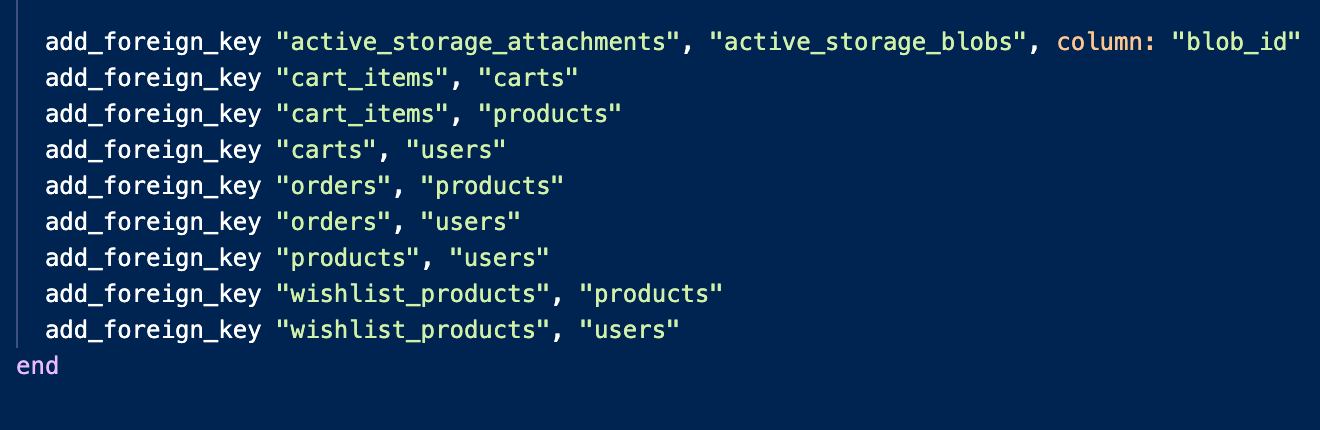 add_foreign_key "active_storage_attachments", "active_storage_blobs", column: "blob_id"
add_foreign_key "cart_items", "carts"
add_foreign_key "cart_items", "products"
add_foreign_key "carts", "users"
add_foreign_key "orders", "products"
add_foreign_key "orders", "users"
add_foreign_key "products", "users"
add_foreign_key "wishlist_products", "products"
add_foreign_key "wishlist_products", "users"
end